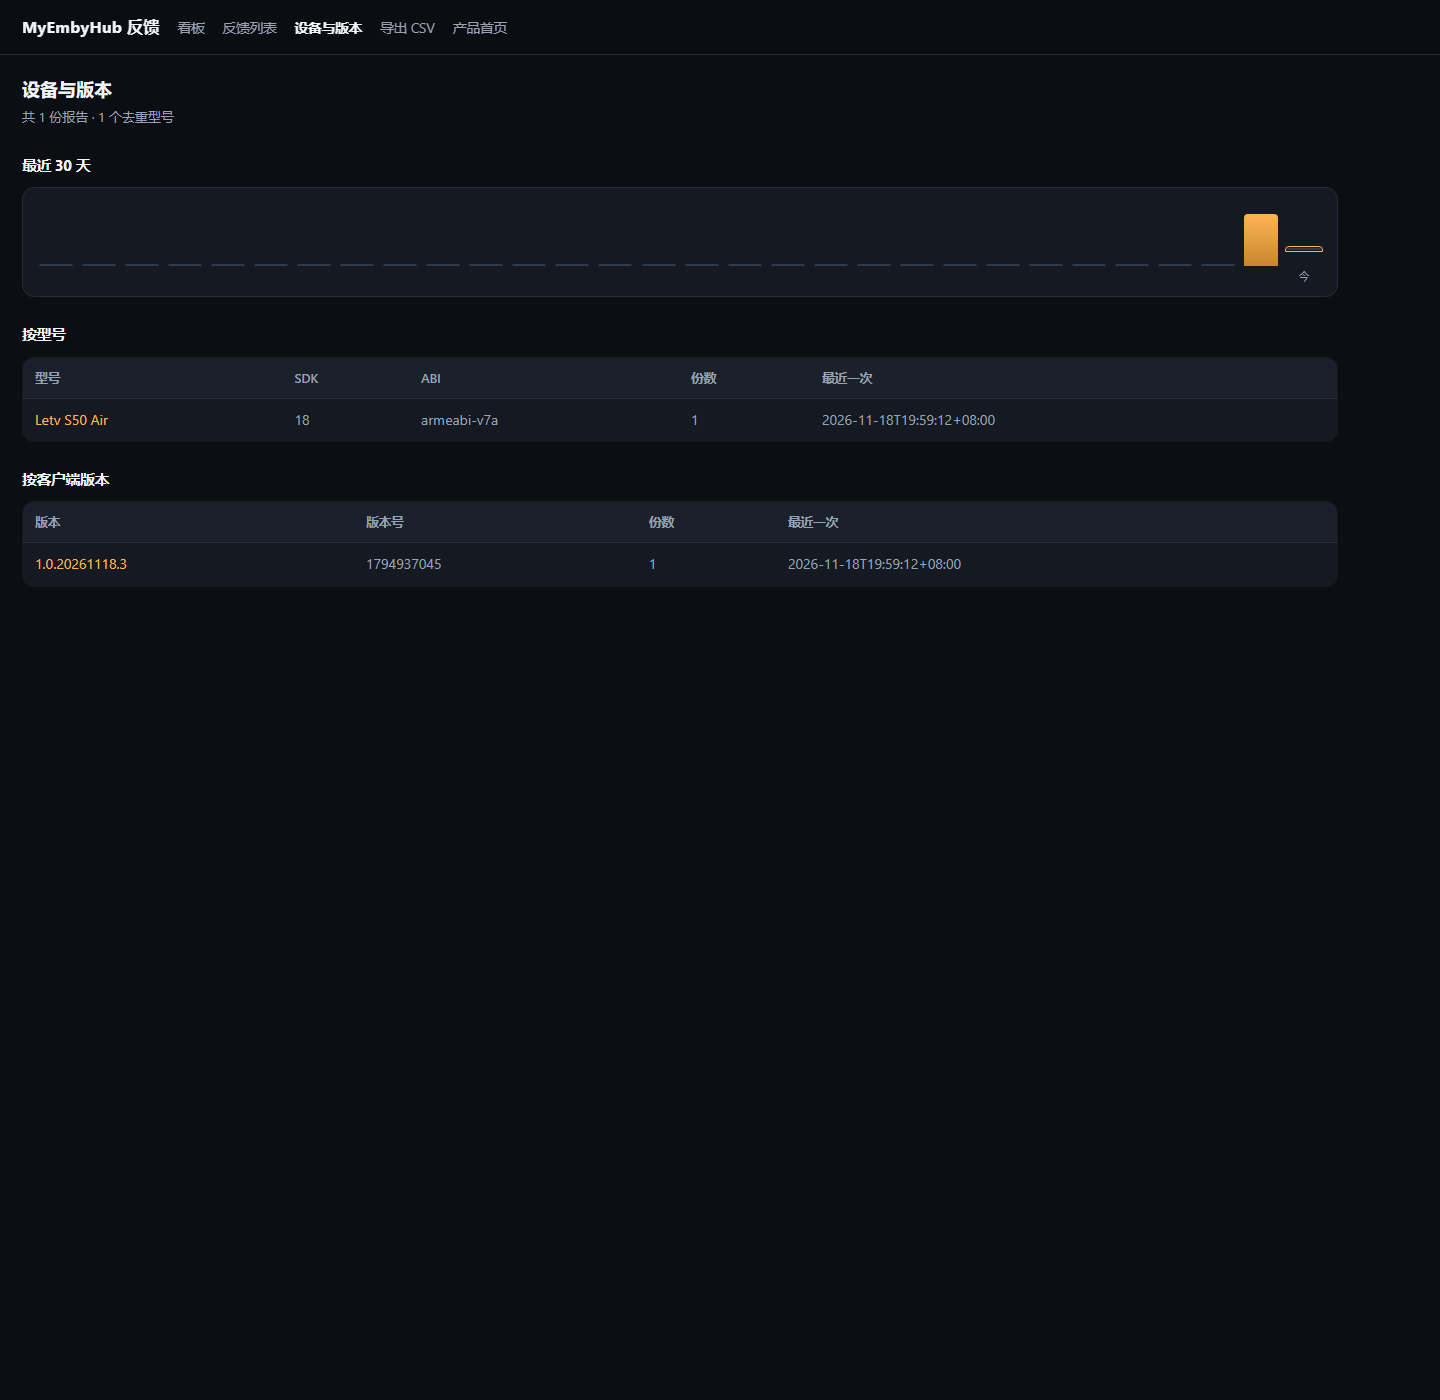 MyEmbyHub 反馈 看板 反馈列表 设备与版本 导出 CSV 产品首页
设备与版本
共 1 份报告 · 1 个去重型号
最近 30 天
今
按型号
型号 SDK ABI 份数 最近一次
Letv S50 Air 18 armeabi-v7a 1 2026-11-18T19:59:12+08:00
按客户端版本
版本 版本号 份数 最近一次
1.0.20261118.3 1794937045 1 2026-11-18T19:59:12+08:00